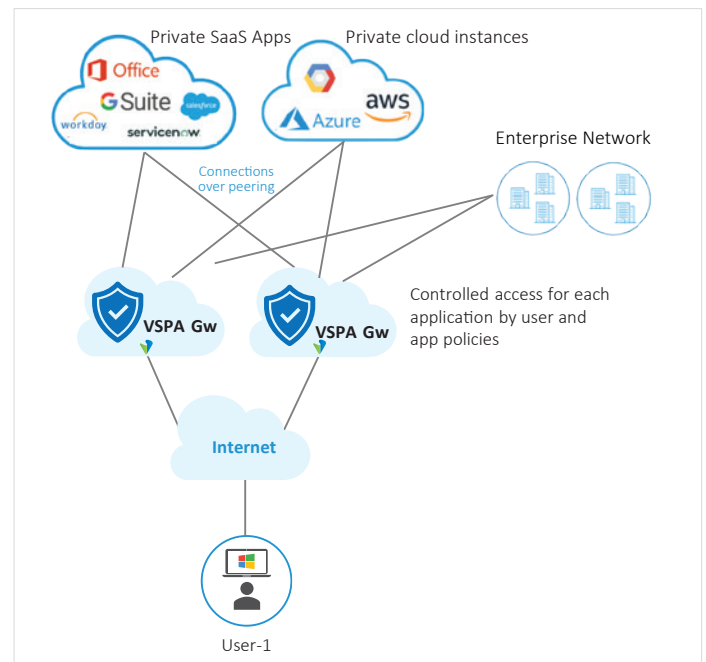 Private SaaS Apps
Private cloud instances
Office
G Suite
salesforce
workday
servicenow
aws
Azure
Enterprise Network
Connections
over peering
Controlled access for each
application by user and
app policies
VSPA Gw
VSPA Gw
Internet
User-1